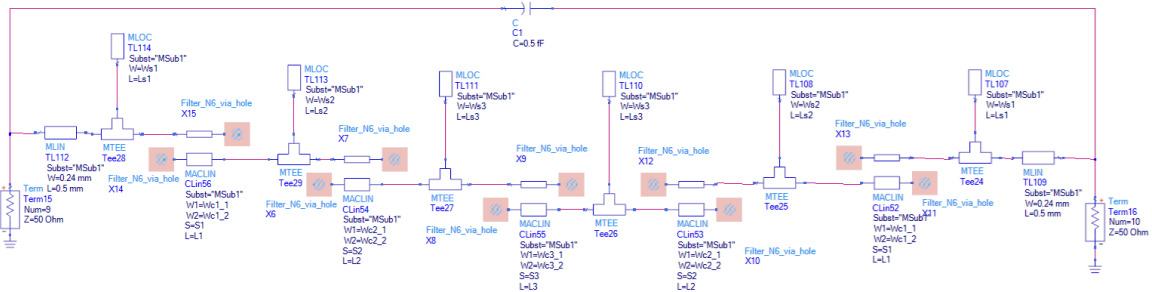 C
C1
C=0.5 fF
MLOC
TL114
Subst="MSub1"
W=Ws1
L=Ls1
MLOC
TL113
Subst="MSub1"
W=Ws2
L=Ls2
MLOC
TL111
Subst="MSub1"
W=Ws3
L=Ls3
MLOC
TL110
Subst="MSub1"
W=Ws3
L=Ls3
MLOC
TL108
Subst="MSub1"
W=Ws2
L=Ls2
MLOC
TL107
Subst="MSub1"
W=Ws1
L=Ls1
Filter_N6_via_hole
X15
Filter_N6_via_hole
X7
Filter_N6_via_hole
X9
Filter_N6_via_hole
X12
Filter_N6_via_hole
X13
MLIN
TL112
Subst="MSub1"
W=0.24 mm
L=0.5 mm
MTEE
Tee28
Filter_N6_via_hole
X14
MACLIN
CLin56
Subst="MSub1"
W1=Wc1_1
W2=Wc1_2
S=S1
L=L1
MTEE
Tee29
Filter_N6_via_hole
X6
MACLIN
CLin54
Subst="MSub1"
W1=Wc2_1
W2=Wc2_2
S=S2
L=L2
MTEE
Tee27
Filter_N6_via_hole
X8
MACLIN
CLin55
Subst="MSub1"
W1=Wc3_1
W2=Wc3_2
S=S3
L=L3
MTEE
Tee26
MACLIN
CLin53
Subst="MSub1"
W1=Wc2_1
W2=Wc2_2
S=S2
L=L2
Filter_N6_via_hole
X10
MTEE
Tee25
MACLIN
CLin52
Subst="MSub1"
W1=Wc1_1
W2=Wc1_2
S=S1
L=L1
Filter_N6_via_hole
X11
MTEE
Tee24
MLIN
TL109
Subst="MSub1"
W=0.24 mm
L=0.5 mm
Term
Term15
Num=9
Z=50 Ohm
Term
Term16
Num=10
Z=50 Ohm